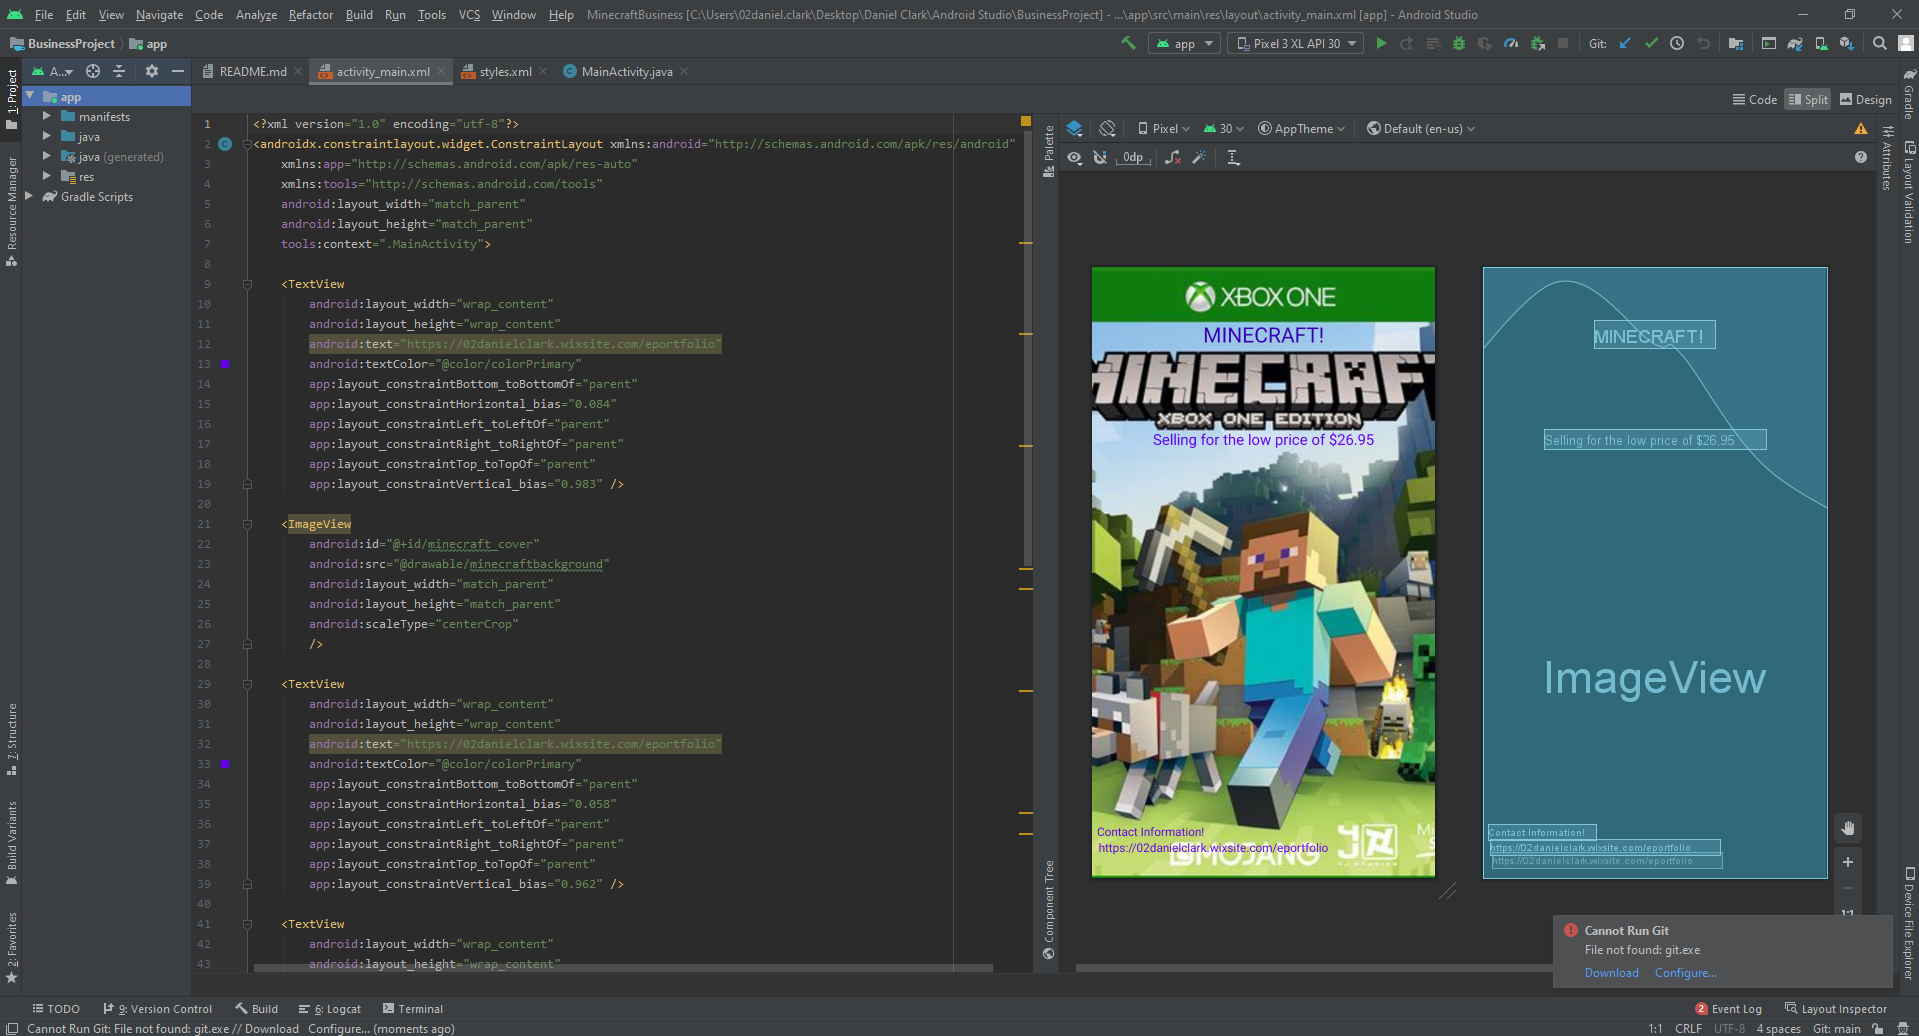 File Edit View Navigate Code Analyze Refactor Build Run Tools VCS Window Help MinecraftBusiness [C:\Users\02daniel.clark\Desktop\Daniel Clark\Android Studio\BusinessProject] - ...\app\src\main\res\layout\activity_main.xml [app] - Android Studio
BusinessProject app
app Pixel 3 XL API 30 Git:
A... README.md activity_main.xml styles.xml MainActivity.java
Code Split Design
1: Project
Resource Manager
7: Structure
Build Variants
2: Favorites
app
manifests
java
java (generated)
res
Gradle Scripts
1 <?xml version="1.0" encoding="utf-8"?>
2 <androidx.constraintlayout.widget.ConstraintLayout xmlns:android="http://schemas.android.com/apk/res/android"
3 xmlns:app="http://schemas.android.com/apk/res-auto"
4 xmlns:tools="http://schemas.android.com/tools"
5 android:layout_width="match_parent"
6 android:layout_height="match_parent"
7 tools:context=".MainActivity">
8
9 <TextView
10 android:layout_width="wrap_content"
11 android:layout_height="wrap_content"
12 android:text="https://02danielclark.wixsite.com/eportfolio"
13 android:textColor="@color/colorPrimary"
14 app:layout_constraintBottom_toBottomOf="parent"
15 app:layout_constraintHorizontal_bias="0.084"
16 app:layout_constraintLeft_toLeftOf="parent"
17 app:layout_constraintRight_toRightOf="parent"
18 app:layout_constraintTop_toTopOf="parent"
19 app:layout_constraintVertical_bias="0.983" />
20
21 <ImageView
22 android:id="@+id/minecraft_cover"
23 android:src="@drawable/minecraftbackground"
24 android:layout_width="match_parent"
25 android:layout_height="match_parent"
26 android:scaleType="centerCrop"
27 />
28
29 <TextView
30 android:layout_width="wrap_content"
31 android:layout_height="wrap_content"
32 android:text="https://02danielclark.wixsite.com/eportfolio"
33 android:textColor="@color/colorPrimary"
34 app:layout_constraintBottom_toBottomOf="parent"
35 app:layout_constraintHorizontal_bias="0.058"
36 app:layout_constraintLeft_toLeftOf="parent"
37 app:layout_constraintRight_toRightOf="parent"
38 app:layout_constraintTop_toTopOf="parent"
39 app:layout_constraintVertical_bias="0.962" />
40
41 <TextView
42 android:layout_width="wrap_content"
43 android:layout_height="wrap_content"
Palette
Component Tree
Pixel 30 AppTheme Default (en-us)
0dp
XBOX ONE
MINECRAFT!
MINECRAFT
XBOX ONE EDITION
Selling for the low price of $26.95
Contact Information!
https://02danielclark.wixsite.com/eportfolio
MOJANG
MINECRAFT!
Selling for the low price of $26.95
ImageView
Contact Information!
https://02danielclark.wixsite.com/eportfolio
https://02danielclark.wixsite.com/eportfolio
1:1
Attributes
Gradle
Layout Validation
Device File Explorer
Cannot Run Git
File not found: git.exe
Download Configure...
TODO 9: Version Control Build 6: Logcat Terminal 2 Event Log Layout Inspector
Cannot Run Git: File not found: git.exe // Download Configure... (moments ago) 1:1 CRLF UTF-8 4 spaces Git: main